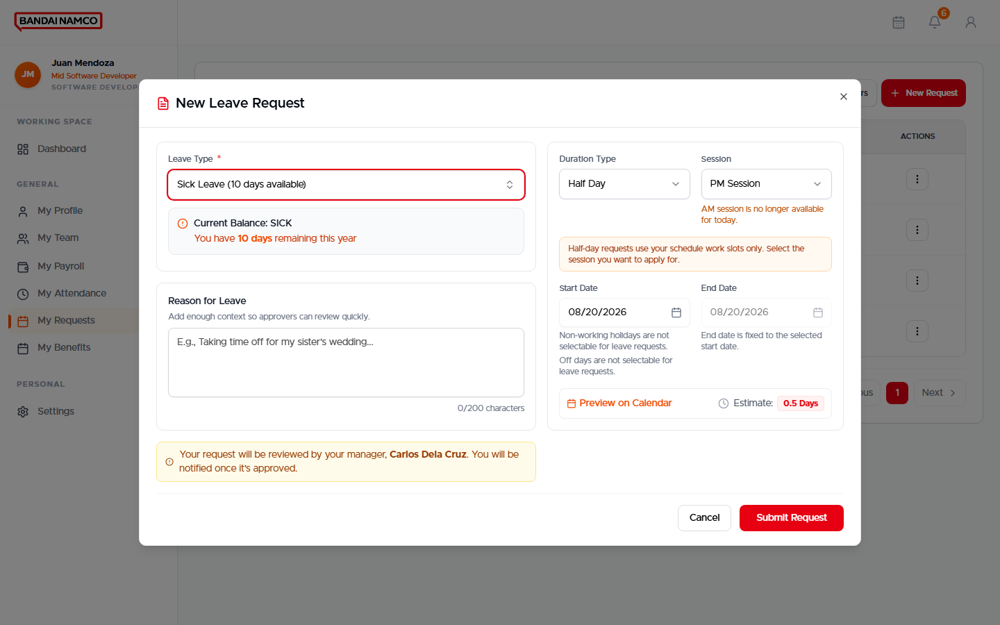 BANDAI NAMCO
6
JM
Juan Mendoza
Mid Software Developer
SOFTWARE DEVELOP
WORKING SPACE
Dashboard
GENERAL
My Profile
My Team
My Payroll
My Attendance
My Requests
My Benefits
PERSONAL
Settings
rs
New Request
ACTIONS
ous
1
Next
New Leave Request
Leave Type *
Sick Leave (10 days available)
Current Balance: SICK
You have 10 days remaining this year
Reason for Leave
Add enough context so approvers can review quickly.
E.g., Taking time off for my sister's wedding...
0/200 characters
Your request will be reviewed by your manager, Carlos Dela Cruz. You will be
notified once it's approved.
Duration Type
Half Day
Session
PM Session
AM session is no longer available
for today.
Half-day requests use your schedule work slots only. Select the
session you want to apply for.
Start Date
08/20/2026
Non-working holidays are not
selectable for leave requests.
Off days are not selectable for
leave requests.
End Date
08/20/2026
End date is fixed to the selected
start date.
Preview on Calendar
Estimate: 0.5 Days
Cancel
Submit Request